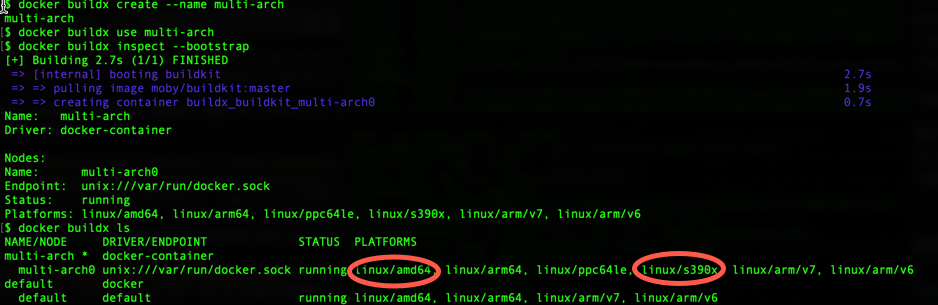 $ docker buildx create --name multi-arch
multi-arch
[$ docker buildx use multi-arch
[$ docker buildx inspect --bootstrap
[+] Building 2.7s (1/1) FINISHED
=> [internal] booting buildkit 2.7s
=> => pulling image moby/buildkit:master 1.9s
=> => creating container buildx_buildkit_multi-arch0 0.7s
Name: multi-arch
Driver: docker-container
Nodes:
Name: multi-arch0
Endpoint: unix:///var/run/docker.sock
Status: running
Platforms: linux/amd64, linux/arm64, linux/ppc64le, linux/s390x, linux/arm/v7, linux/arm/v6
[$ docker buildx ls
NAME/NODE DRIVER/ENDPOINT STATUS PLATFORMS
multi-arch * docker-container
multi-arch0 unix:///var/run/docker.sock running linux/amd64, linux/arm64, linux/ppc64le, linux/s390x, linux/arm/v7, linux/arm/v6
default docker
default default running linux/amd64, linux/arm64, linux/arm/v7, linux/arm/v6